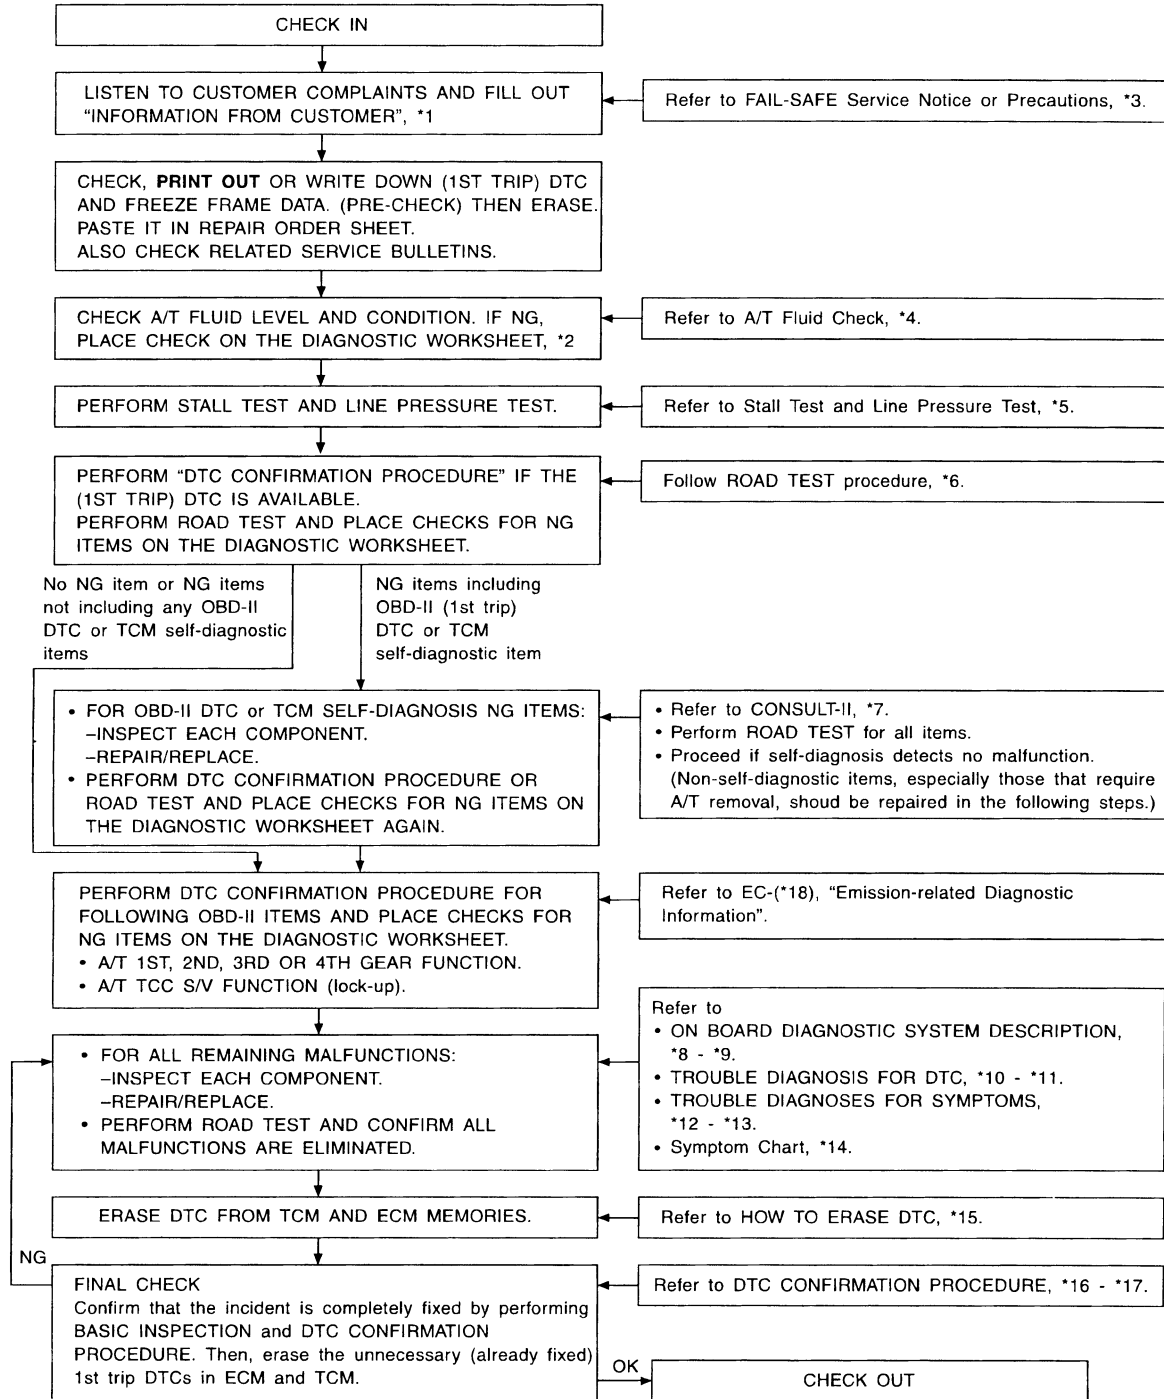 CHECK IN
LISTEN TO CUSTOMER COMPLAINTS AND FILL OUT
“INFORMATION FROM CUSTOMER”, *1
Refer to FAIL-SAFE Service Notice or Precautions, *3.
CHECK, PRINT OUT OR WRITE DOWN (1ST TRIP) DTC
AND FREEZE FRAME DATA. (PRE-CHECK) THEN ERASE.
PASTE IT IN REPAIR ORDER SHEET.
ALSO CHECK RELATED SERVICE BULLETINS.
CHECK A/T FLUID LEVEL AND CONDITION. IF NG,
PLACE CHECK ON THE DIAGNOSTIC WORKSHEET, *2
Refer to A/T Fluid Check, *4.
PERFORM STALL TEST AND LINE PRESSURE TEST.
Refer to Stall Test and Line Pressure Test, *5.
PERFORM “DTC CONFIRMATION PROCEDURE” IF THE
(1ST TRIP) DTC IS AVAILABLE.
PERFORM ROAD TEST AND PLACE CHECKS FOR NG
ITEMS ON THE DIAGNOSTIC WORKSHEET.
Follow ROAD TEST procedure, *6.
No NG item or NG items
not including any OBD-II
DTC or TCM self-diagnostic
items
NG items including
OBD-II (1st trip)
DTC or TCM
self-diagnostic item
• FOR OBD-II DTC or TCM SELF-DIAGNOSIS NG ITEMS:
–INSPECT EACH COMPONENT.
–REPAIR/REPLACE.
• PERFORM DTC CONFIRMATION PROCEDURE OR
ROAD TEST AND PLACE CHECKS FOR NG ITEMS ON
THE DIAGNOSTIC WORKSHEET AGAIN.
• Refer to CONSULT-II, *7.
• Perform ROAD TEST for all items.
• Proceed if self-diagnosis detects no malfunction.
(Non-self-diagnostic items, especially those that require
A/T removal, shoud be repaired in the following steps.)
PERFORM DTC CONFIRMATION PROCEDURE FOR
FOLLOWING OBD-II ITEMS AND PLACE CHECKS FOR
NG ITEMS ON THE DIAGNOSTIC WORKSHEET.
• A/T 1ST, 2ND, 3RD OR 4TH GEAR FUNCTION.
• A/T TCC S/V FUNCTION (lock-up).
Refer to EC-(*18), “Emission-related Diagnostic
Information”.
• FOR ALL REMAINING MALFUNCTIONS:
–INSPECT EACH COMPONENT.
–REPAIR/REPLACE.
• PERFORM ROAD TEST AND CONFIRM ALL
MALFUNCTIONS ARE ELIMINATED.
Refer to
• ON BOARD DIAGNOSTIC SYSTEM DESCRIPTION,
*8 - *9.
• TROUBLE DIAGNOSIS FOR DTC, *10 - *11.
• TROUBLE DIAGNOSES FOR SYMPTOMS,
*12 - *13.
• Symptom Chart, *14.
ERASE DTC FROM TCM AND ECM MEMORIES.
Refer to HOW TO ERASE DTC, *15.
NG
FINAL CHECK
Confirm that the incident is completely fixed by performing
BASIC INSPECTION and DTC CONFIRMATION
PROCEDURE. Then, erase the unnecessary (already fixed)
1st trip DTCs in ECM and TCM.
Refer to DTC CONFIRMATION PROCEDURE, *16 - *17.
OK
CHECK OUT